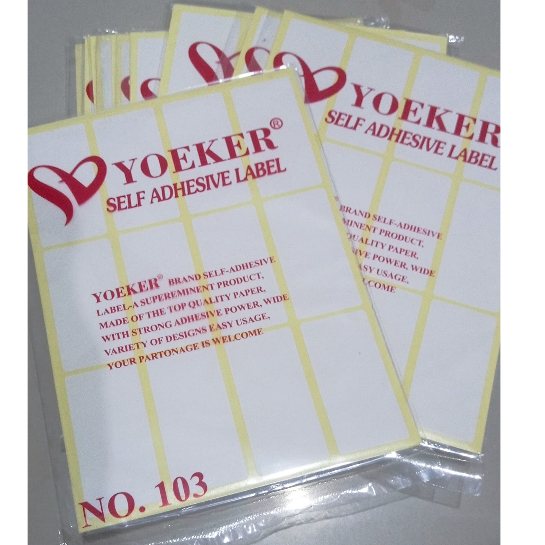 YOEKER®
SELF ADHESIVE LABEL
YOEKER® BRAND SELF-ADHESIVE
LABEL-A SUPEREMINENT PRODUCT,
MADE OF THE TOP QUALITY PAPER,
WITH STRONG ADHESIVE POWER, WIDE
VARIETY OF DESIGNS EASY USAGE,
YOUR PARTONAGE IS WELCOME
NO. 103
YOEKER
SELF ADHESIVE LABEL
BRAND SELF-ADHESIVE
MINENT PRODUCT,
QUALITY PAPER,
IVE POWER, WIDE
ASY USAGE,
LCOME